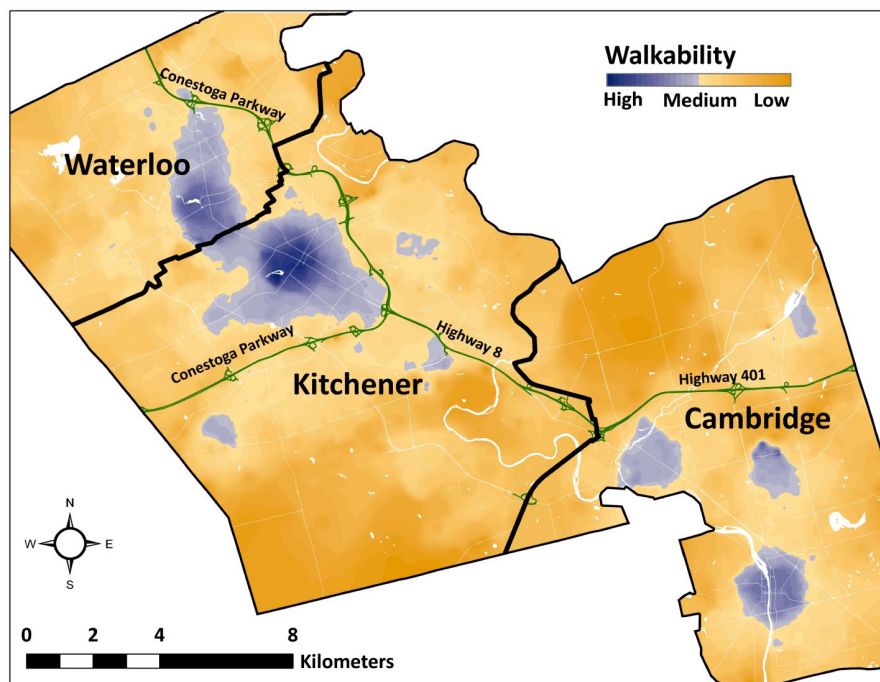 Walkability
High Medium Low
Conestoga Parkway
Waterloo
Highway 8
Conestoga Parkway
Kitchener
Highway 401
Cambridge
N
W E
S
0 2 4 8
Kilometers